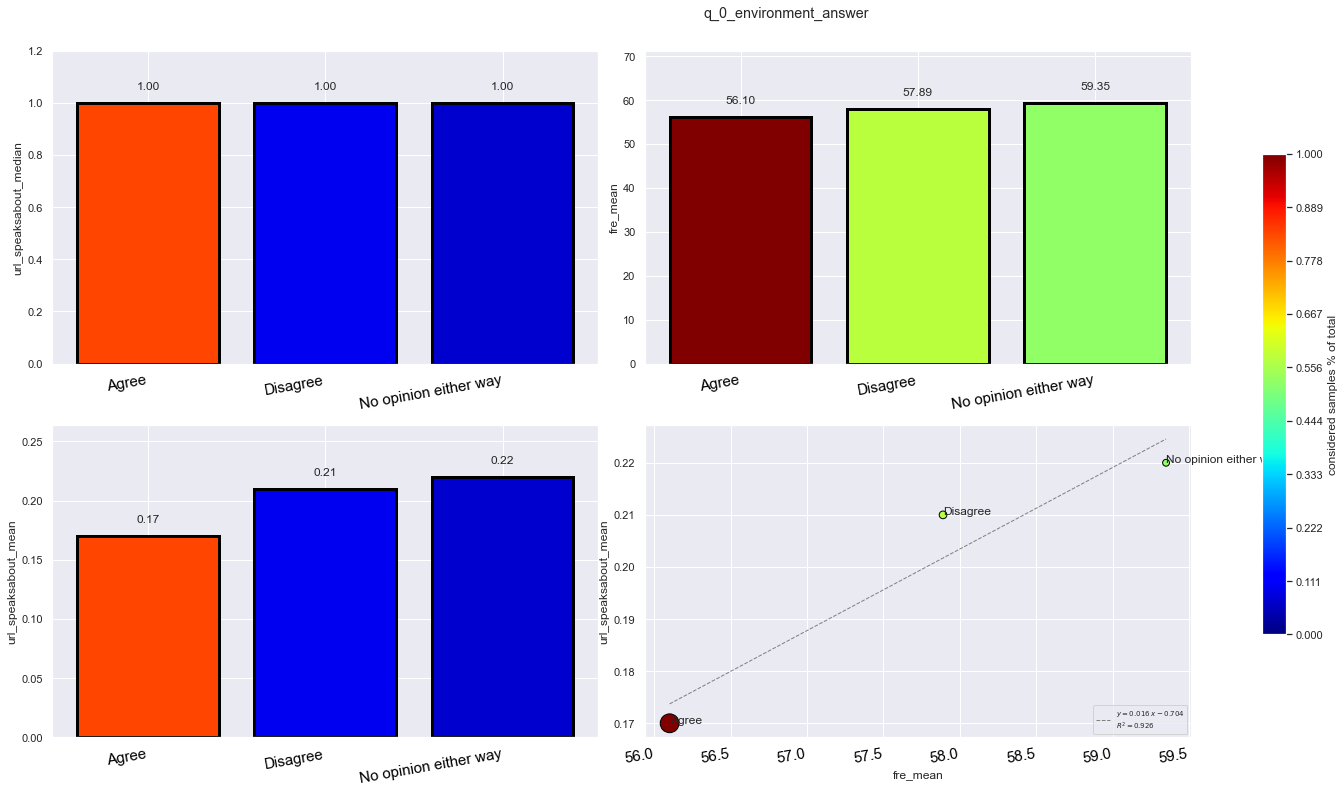 q_0_environment_answer
1.2
1.0
0.8
0.6
0.4
0.2
0.0
url_speaksabout_median
1.00
1.00
1.00
Agree
Disagree
No opinion either way
70
60
50
40
30
20
10
0
fre_mean
56.10
57.89
59.35
Agree
Disagree
No opinion either way
0.25
0.20
0.15
0.10
0.05
0.00
url_speaksabout_mean
0.17
0.21
0.22
Agree
Disagree
No opinion either way
0.22
0.21
0.20
0.19
0.18
0.17
url_speaksabout_mean
No opinion either w
Disagree
gree
y = 0.016 x − 0.704
R² = 0.926
56.0
56.5
57.0
57.5
58.0
58.5
59.0
59.5
fre_mean
1.000
0.889
0.778
0.667
0.556
0.444
0.333
0.222
0.111
0.000
considered samples % of total